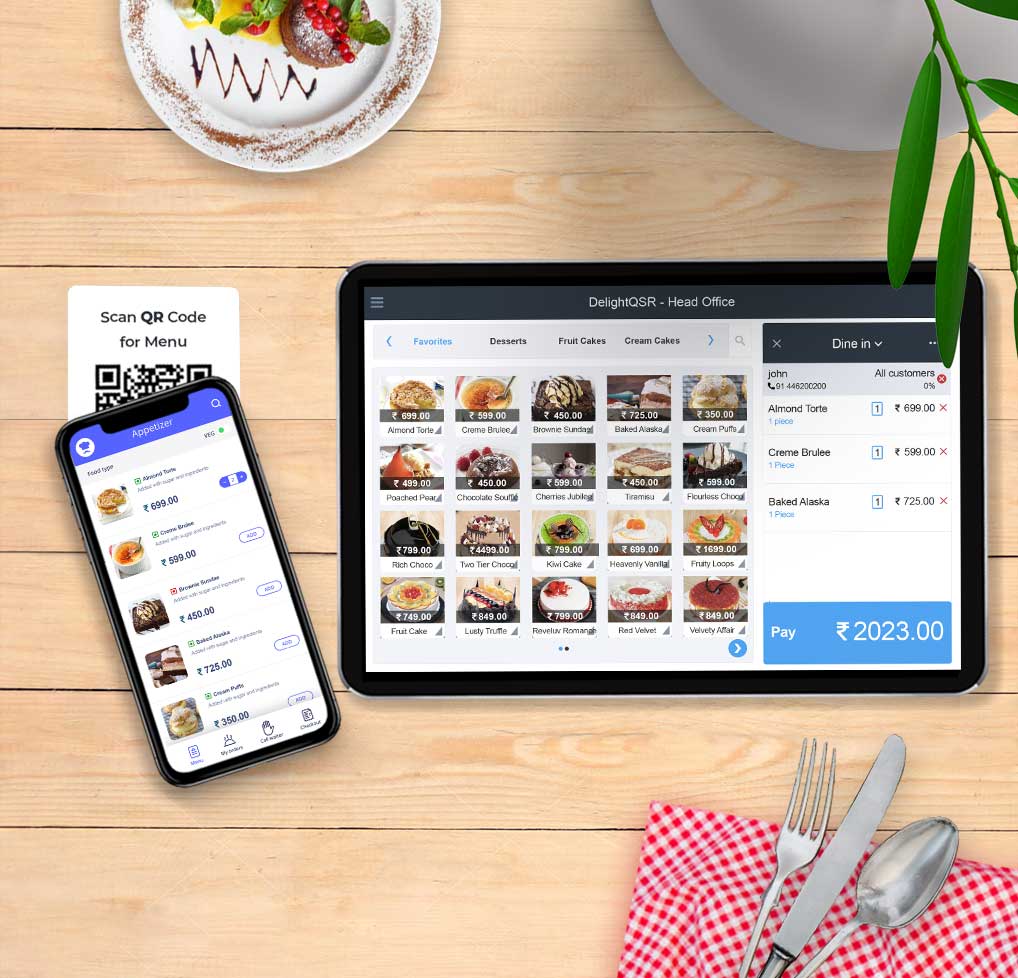 Scan QR Code
for Menu
Appetizer
VEG
Food type
Almond Torte
Added with sugar and ingredients
₹ 699.00
- 2 +
Creme Brulee
Added with sugar and ingredients
₹ 599.00
ADD
Brownie Sundae
Added with sugar and ingredients
₹ 450.00
ADD
Baked Alaska
Added with sugar and ingredients
₹ 725.00
ADD
Cream Puffs
Added with sugar and ingredients
₹ 350.00
ADD
Menu
My orders
Call waiter
Checkout
DelightQSR - Head Office
Favorites Desserts Fruit Cakes Cream Cakes
₹ 699.00 ₹ 599.00 ₹ 450.00 ₹ 725.00 ₹ 350.00
Almond Torte Creme Brulee Brownie Sundae Baked Alaska Cream Puffs
₹ 499.00 ₹ 450.00 ₹ 599.00 ₹ 450.00 ₹ 599.00
Poached Pear Chocolate Souffle Cherries Jubilee Tiramisu Flourless Choco
₹799.00 ₹4499.00 ₹ 799.00 ₹ 699.00 ₹ 1699.00
Rich Choco Two Tier Choco Kiwi Cake Heavenly Vanilla Fruity Loops
₹749.00 ₹849.00 ₹ 799.00 ₹ 849.00 ₹849.00
Fruit Cake Lusty Truffle Reveluv Romance Red Velvet Velvety Affair
Dine in
john All customers
91 446200200 0%
Almond Torte 1 ₹ 699.00
1 piece
Creme Brulee 1 ₹ 599.00
1 Piece
Baked Alaska 1 ₹ 725.00
1 Piece
Pay ₹ 2023.00